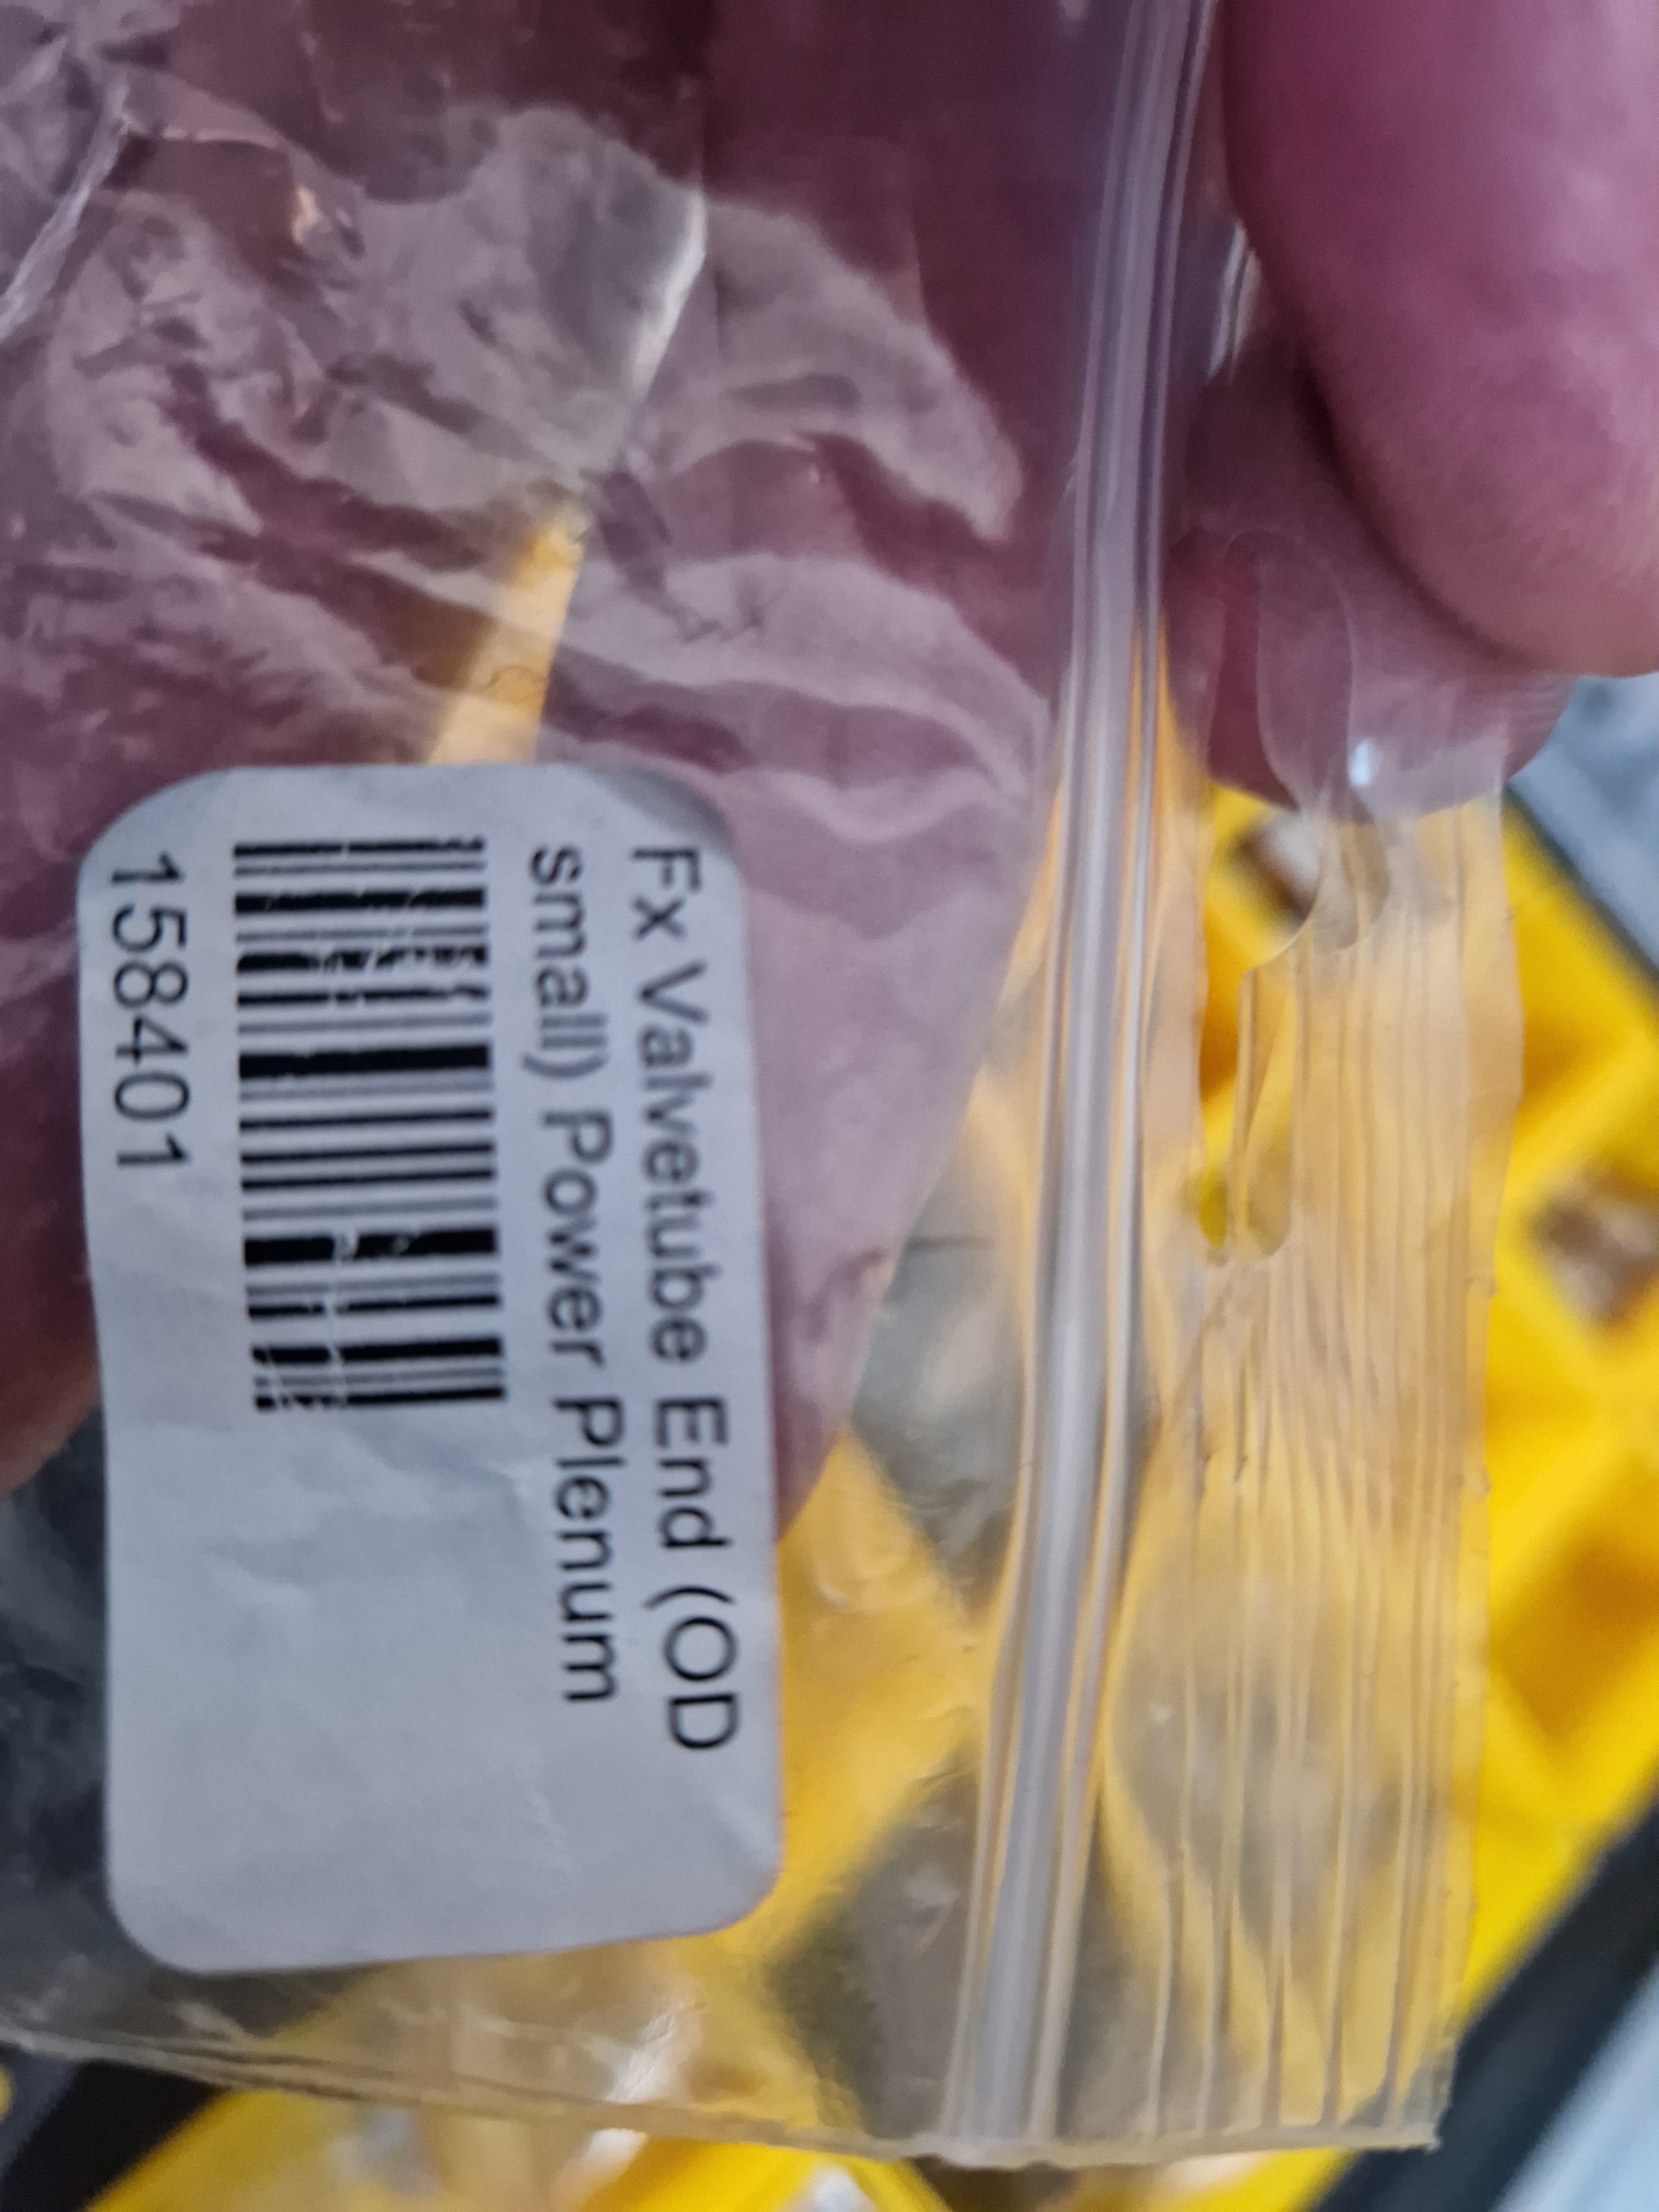 Fx Valvetube End (OD
small) Power Plenum
158401